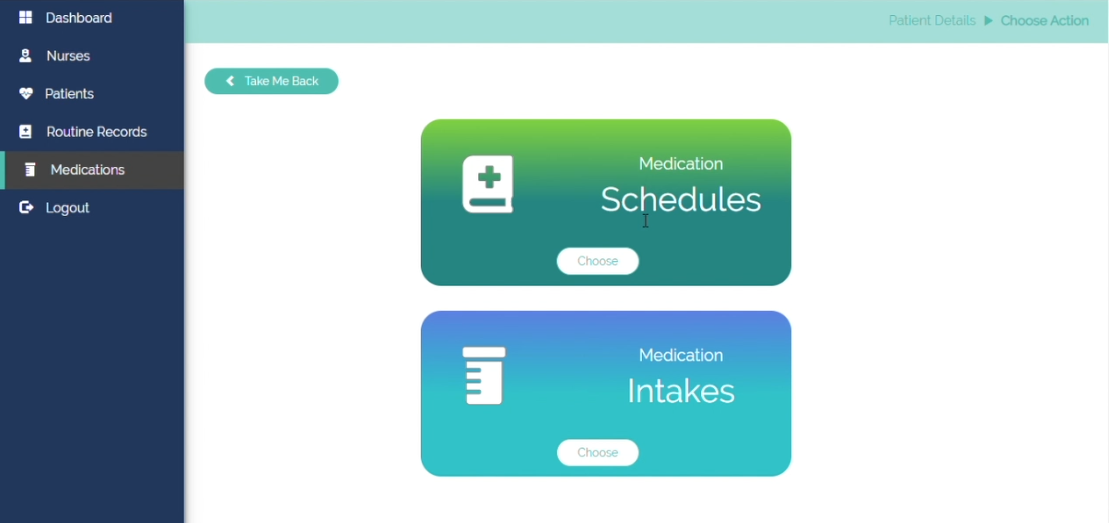 Dashboard
Nurses
Patients
Routine Records
Medications
Logout
Patient Details ▶ Choose Action
Take Me Back
Medication
Schedules
Choose
Medication
Intakes
Choose